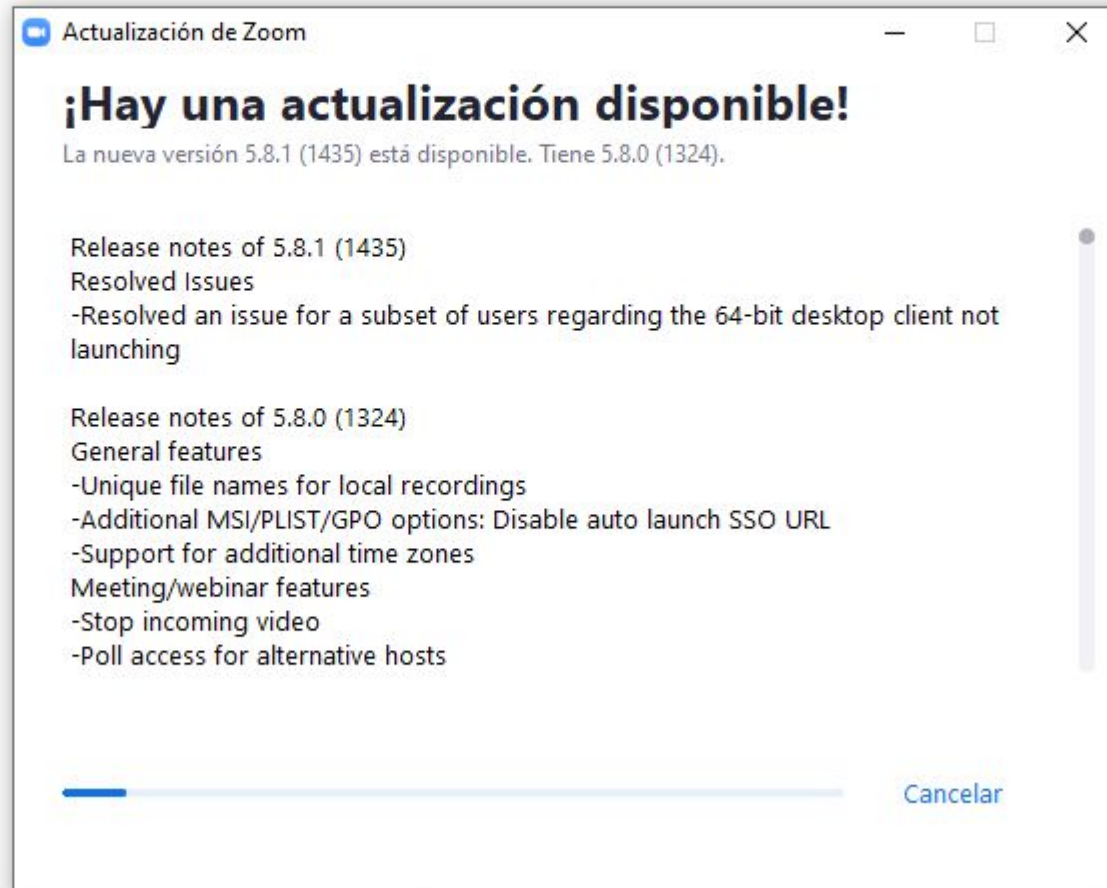 Actualización de Zoom
¡Hay una actualización disponible!
La nueva versión 5.8.1 (1435) está disponible. Tiene 5.8.0 (1324).
Release notes of 5.8.1 (1435)
Resolved Issues
-Resolved an issue for a subset of users regarding the 64-bit desktop client not
launching
Release notes of 5.8.0 (1324)
General features
-Unique file names for local recordings
-Additional MSI/PLIST/GPO options: Disable auto launch SSO URL
-Support for additional time zones
Meeting/webinar features
-Stop incoming video
-Poll access for alternative hosts
Cancelar